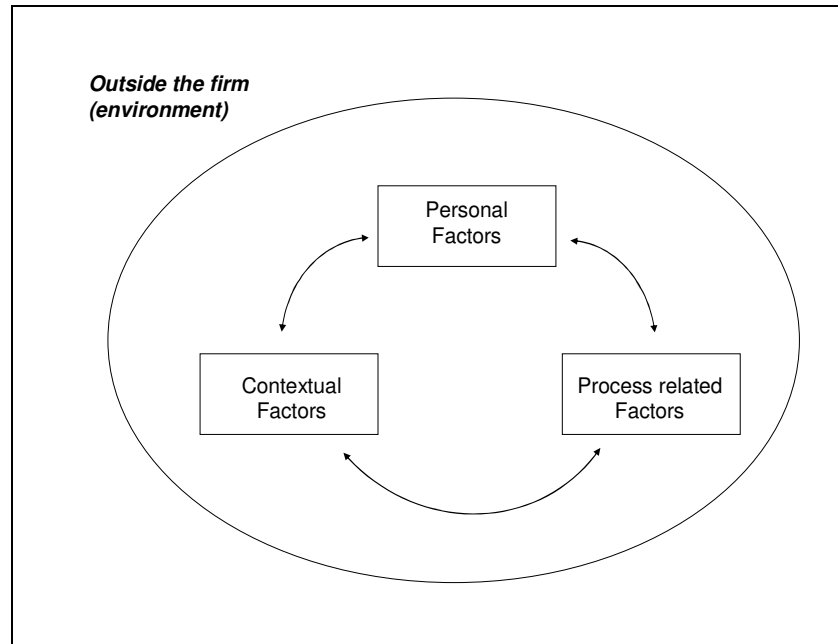 Outside the firm
(environment)
Personal
Factors
Contextual
Factors
Process related
Factors